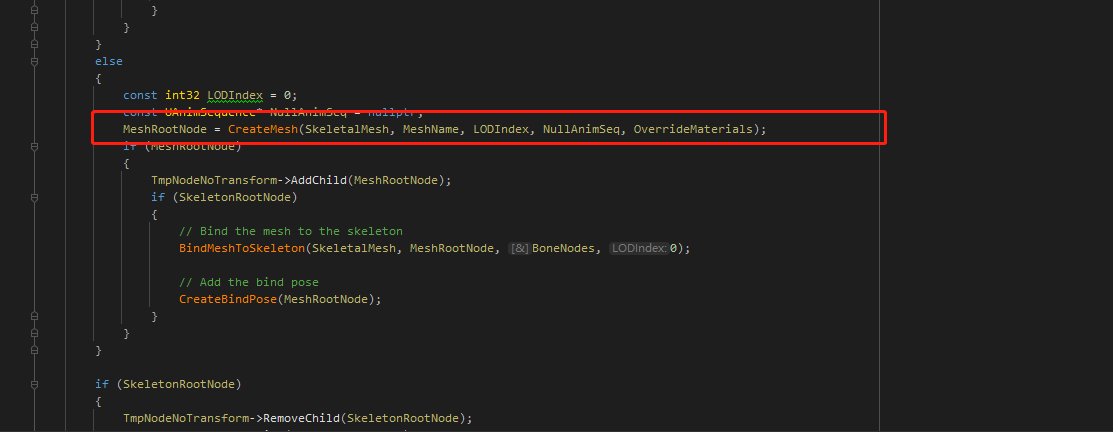 }
}
}
else
{
const int32 LODIndex = 0;
const UAnimSequence* NullAnimSeq = nullptr;
MeshRootNode = CreateMesh(SkeletalMesh, MeshName, LODIndex, NullAnimSeq, OverrideMaterials);
if (MeshRootNode)
{
TmpNodeNoTransform->AddChild(MeshRootNode);
if (SkeletonRootNode)
{
// Bind the mesh to the skeleton
BindMeshToSkeleton(SkeletalMesh, MeshRootNode, [&]BoneNodes, LODIndex:0);
// Add the bind pose
CreateBindPose(MeshRootNode);
}
}
}
if (SkeletonRootNode)
{
TmpNodeNoTransform->RemoveChild(SkeletonRootNode);